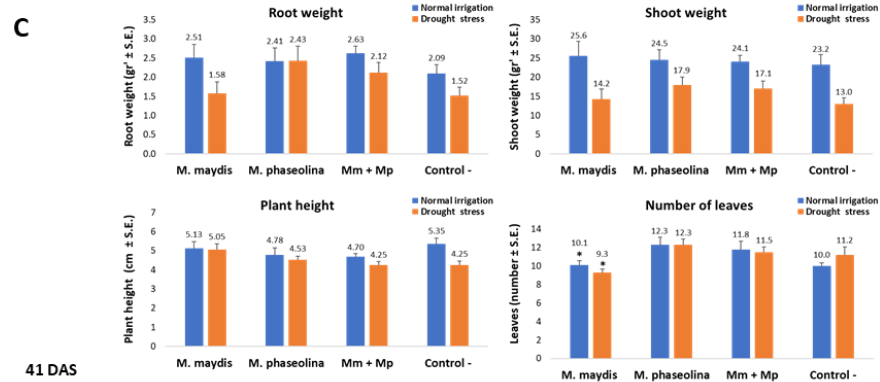 C
Root weight
Normal irrigation
Drought stress
Root weight (gr' ± S.E.)
3.5
3.0
2.5
2.0
1.5
1.0
0.5
0.0
2.51
1.58
2.41
2.43
2.63
2.12
2.09
1.52
M. maydis
M. phaseolina
Mm + Mp
Control -
Shoot weight
Normal irrigation
Drought stress
Shoot weight (gr' ± S.E.)
35
30
25
20
15
10
5
0
25.6
14.2
24.5
17.9
24.1
17.1
23.2
13.0
M. maydis
M. phaseolina
Mm + Mp
Control -
Plant height
Normal irrigation
Drought stress
Plant height (cm ± S.E.)
7
6
5
4
3
2
1
0
5.13
5.05
4.78
4.53
4.70
4.25
5.35
4.25
M. maydis
M. phaseolina
Mm + Mp
Control -
Number of leaves
Normal irrigation
Drought stress
Leaves (number ± S.E.)
14
12
10
8
6
4
2
0
10.1
*
9.3
*
12.3
12.3
11.8
11.5
10.0
11.2
M. maydis
M. phaseolina
Mm + Mp
Control -
41 DAS